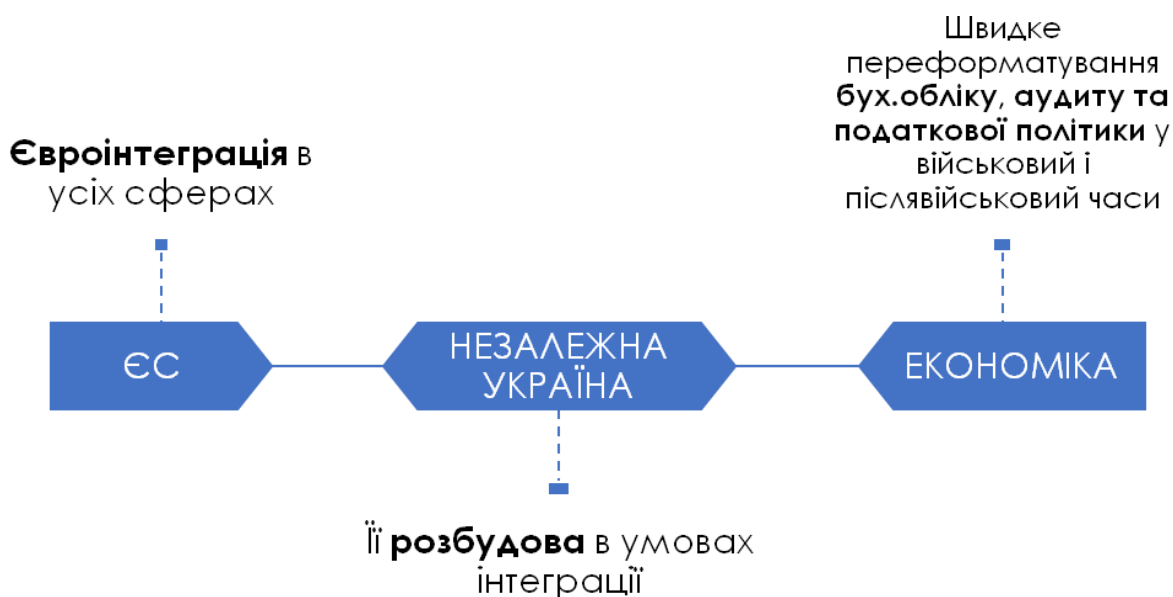 Швидке
переформатування
бух.обліку, аудиту та
податкової політики у
військовий і
післявійськовий часи
Євроінтеграція в
усіх сферах
ЄС
НЕЗАЛЕЖНА
УКРАЇНА
ЕКОНОМІКА
Її розбудова в умовах
інтеграції